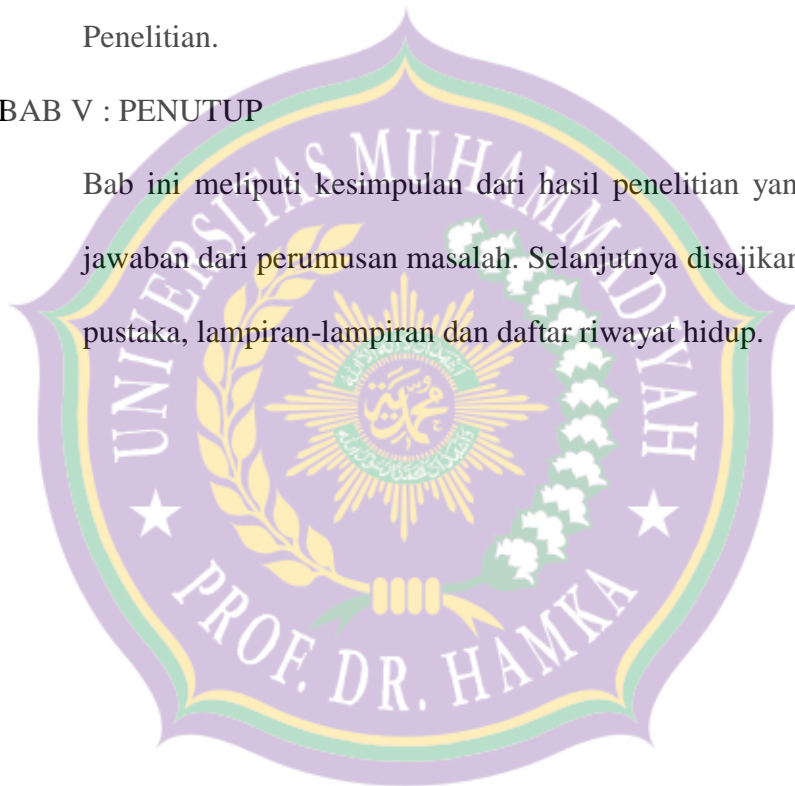 Penelitian.
BAB V : PENUTUP
Bab ini meliputi kesimpulan dari hasil penelitian yan
jawaban dari perumusan masalah. Selanjutnya disajikan
pustaka, lampiran-lampiran dan daftar riwayat hidup.
UNIVERSITAS MUHAMMADIYAH
محمدية
PROF. DR. HAMKA